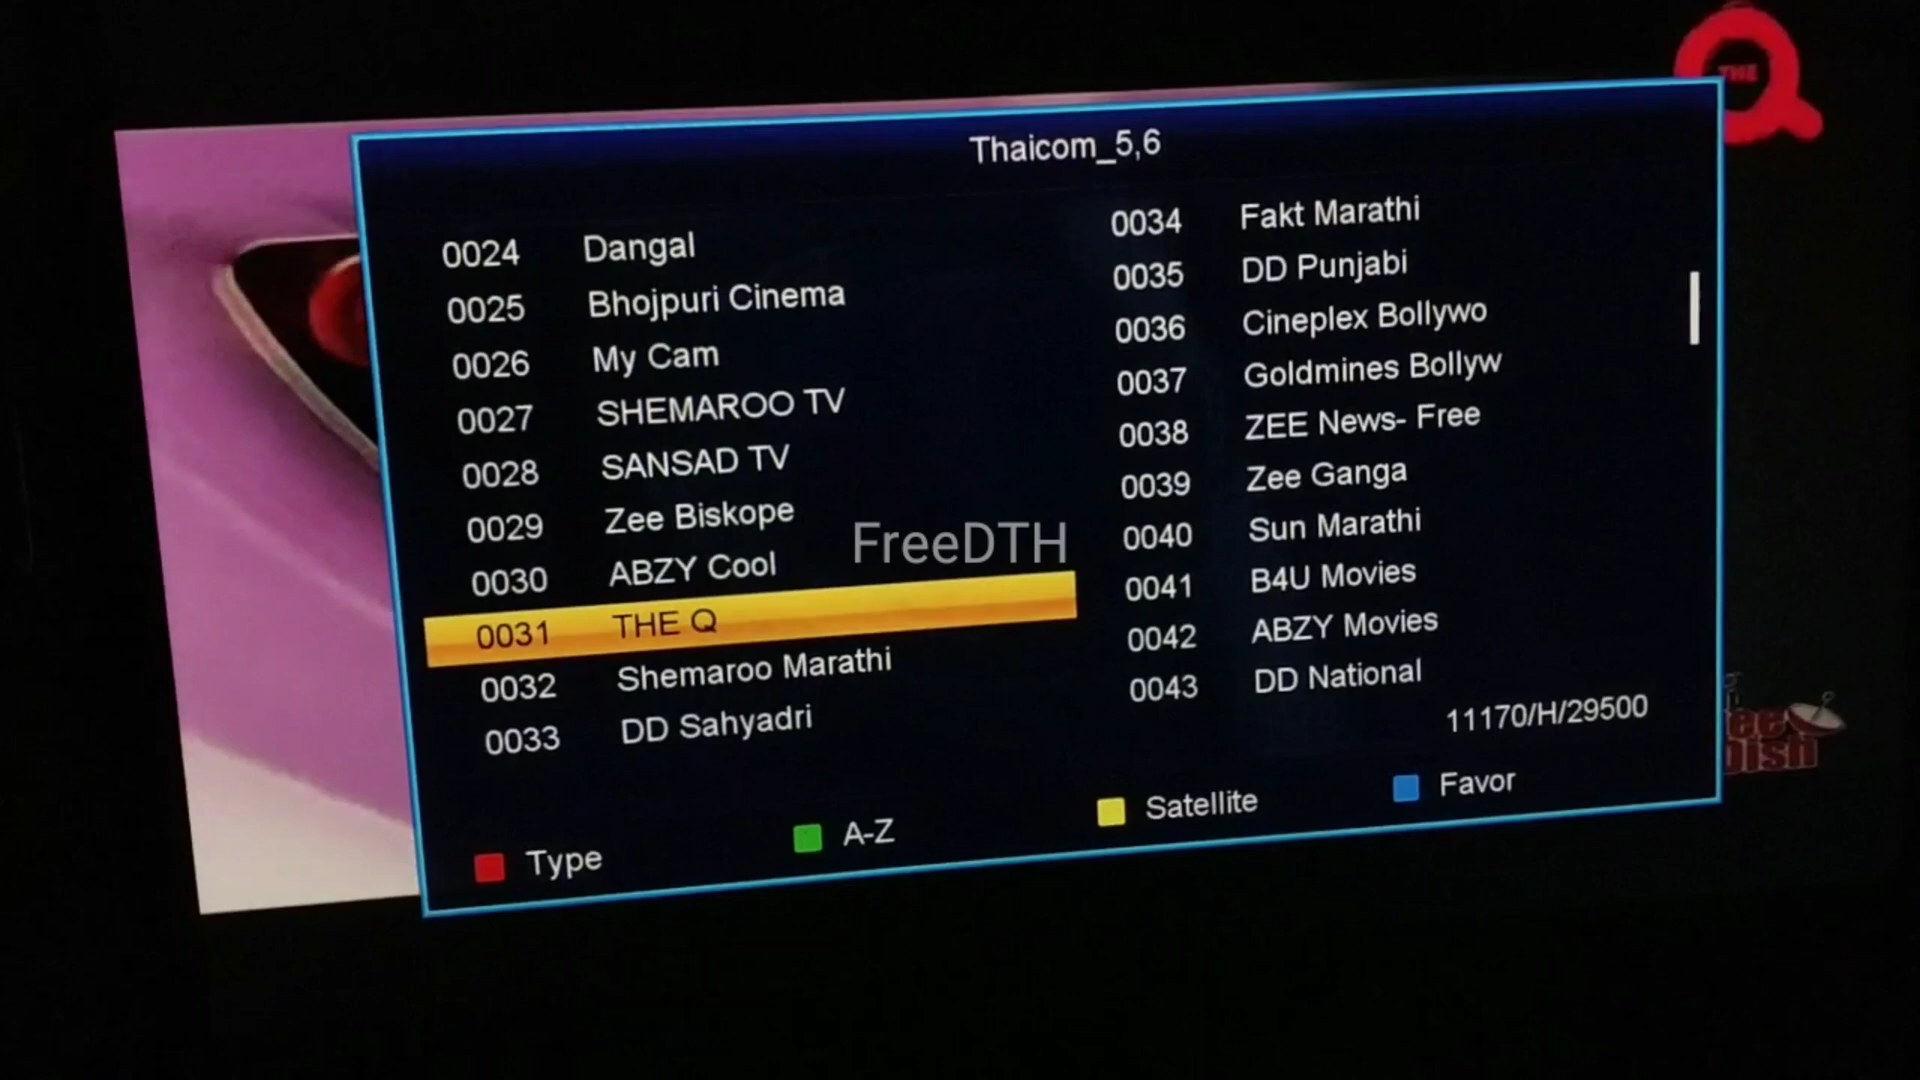 THE
Thaicom_5,6
0024 Dangal
0025 Bhojpuri Cinema
0026 My Cam
0027 SHEMAROO TV
0028 SANSAD TV
0029 Zee Biskope
0030 ABZY Cool
0031 THE Q
0032 Shemaroo Marathi
0033 DD Sahyadri
0034 Fakt Marathi
0035 DD Punjabi
0036 Cineplex Bollywo
0037 Goldmines Bollyw
0038 ZEE News- Free
0039 Zee Ganga
0040 Sun Marathi
0041 B4U Movies
0042 ABZY Movies
0043 DD National
11170/H/29500
FreeDTH
Type A-Z Satellite Favor
ee
Dish